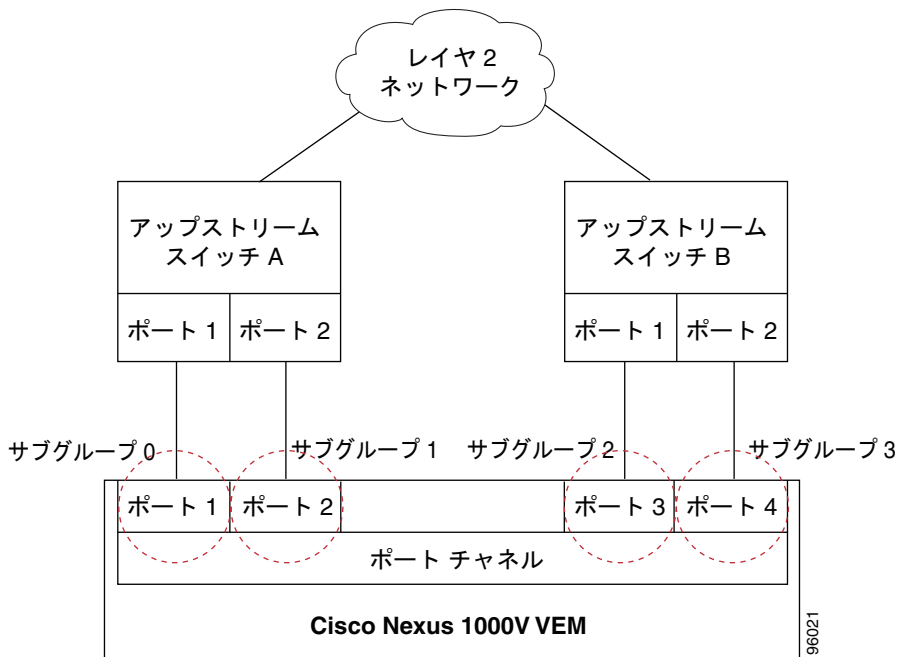 レイヤ 2
ネットワーク
アップストリーム
スイッチ A
アップストリーム
スイッチ B
ポート 1
ポート 2
ポート 1
ポート 2
サブグループ 0
サブグループ 1
サブグループ 2
サブグループ 3
ポート 1
ポート 2
ポート 3
ポート 4
ポート チャネル
Cisco Nexus 1000V VEM
96021